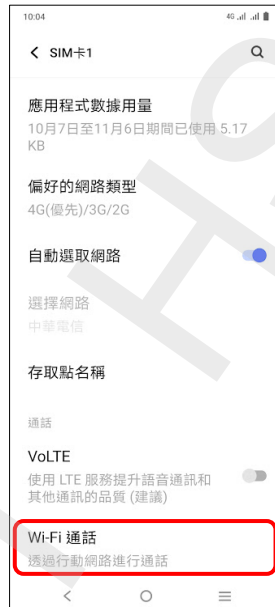 10:04
4G
SIM卡1
應用程式數據用量
10月7日至11月6日期間已使用 5.17
KB
偏好的網路類型
4G(優先)/3G/2G
自動選取網路
選擇網路
中華電信
存取點名稱
通話
VoLTE
使用 LTE 服務提升語音通訊和
其他通訊的品質 (建議)
Wi-Fi 通話
透過行動網路進行通話